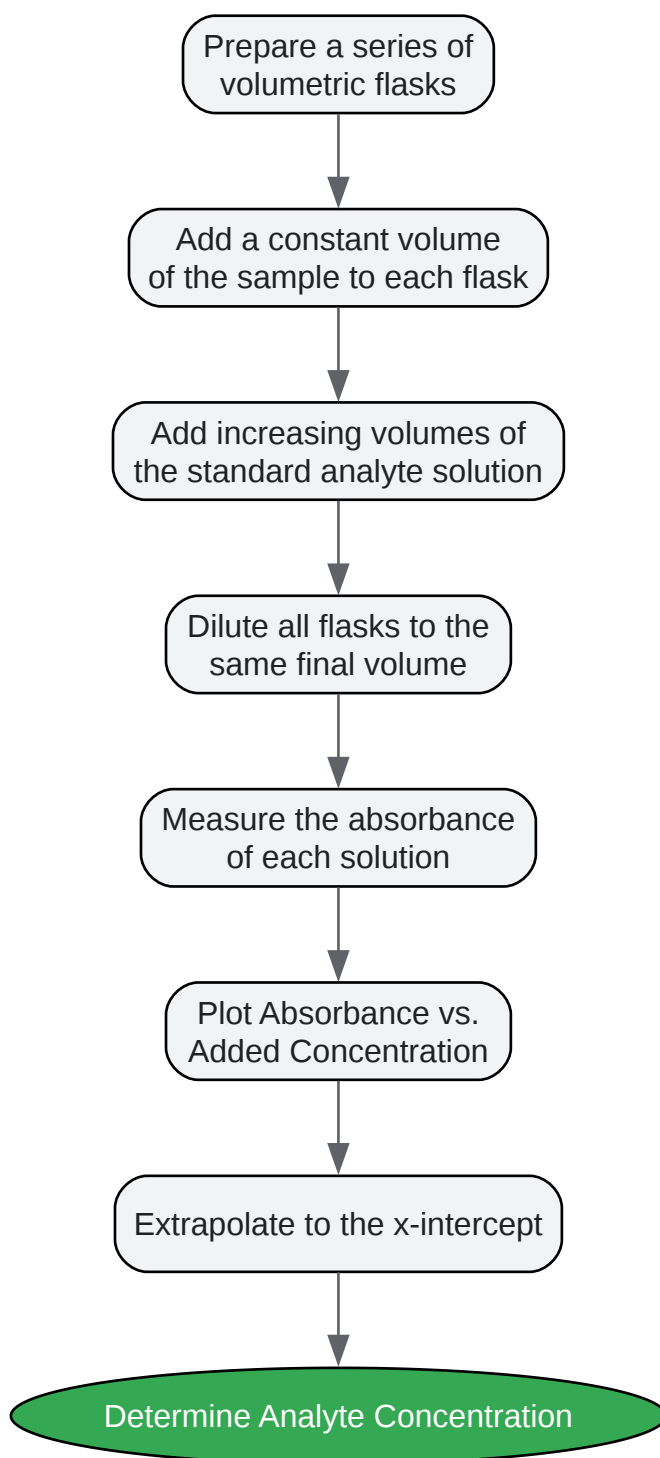 Prepare a series of
volumetric flasks
Add a constant volume
of the sample to each flask
Add increasing volumes of
the standard analyte solution
Dilute all flasks to the
same final volume
Measure the absorbance
of each solution
Plot Absorbance vs.
Added Concentration
Extrapolate to the x-intercept
Determine Analyte Concentration